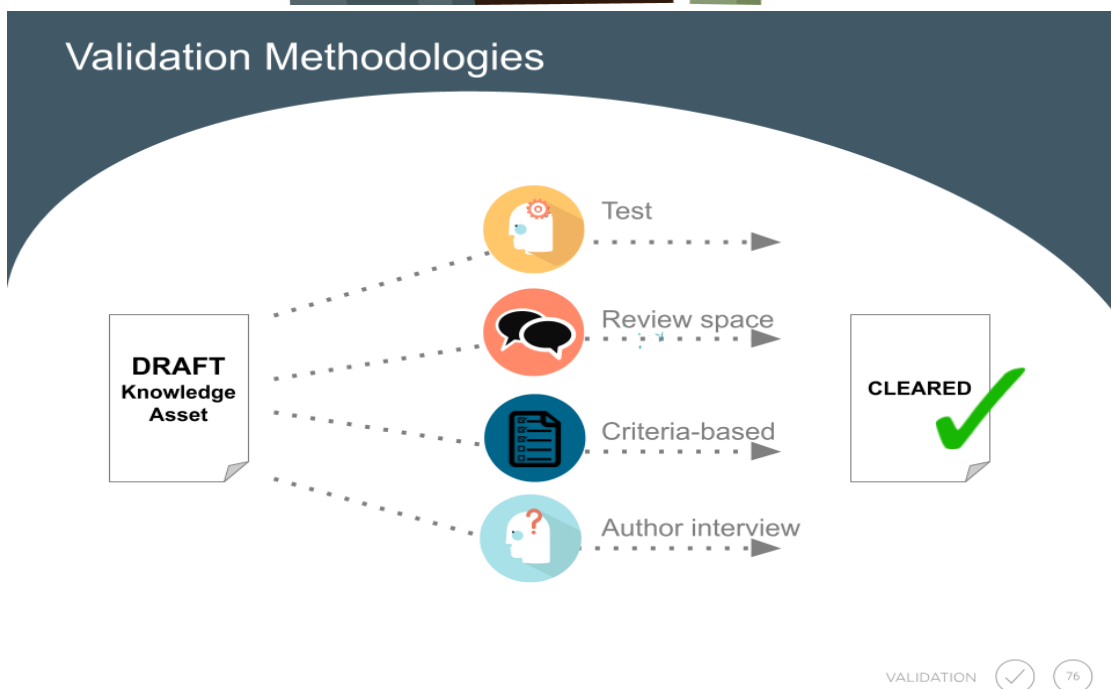 Validation Methodologies
Test
Review space
DRAFT
Knowledge
Asset
CLEARED
Criteria-based
Author interview
VALIDATION
76